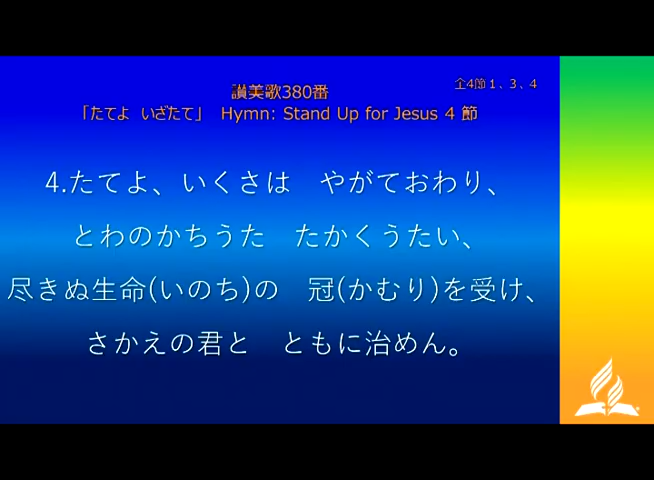 讃美歌380番
全4節１、３、４
「たてよ　いざたて」　Hymn: Stand Up for Jesus 4 節
4.たてよ、いくさは　やがておわり、
とわのかちうた　たかくうたい、
尽きぬ生命(いのち)の　冠(かむり)を受け、
さかえの君と　ともに治めん。